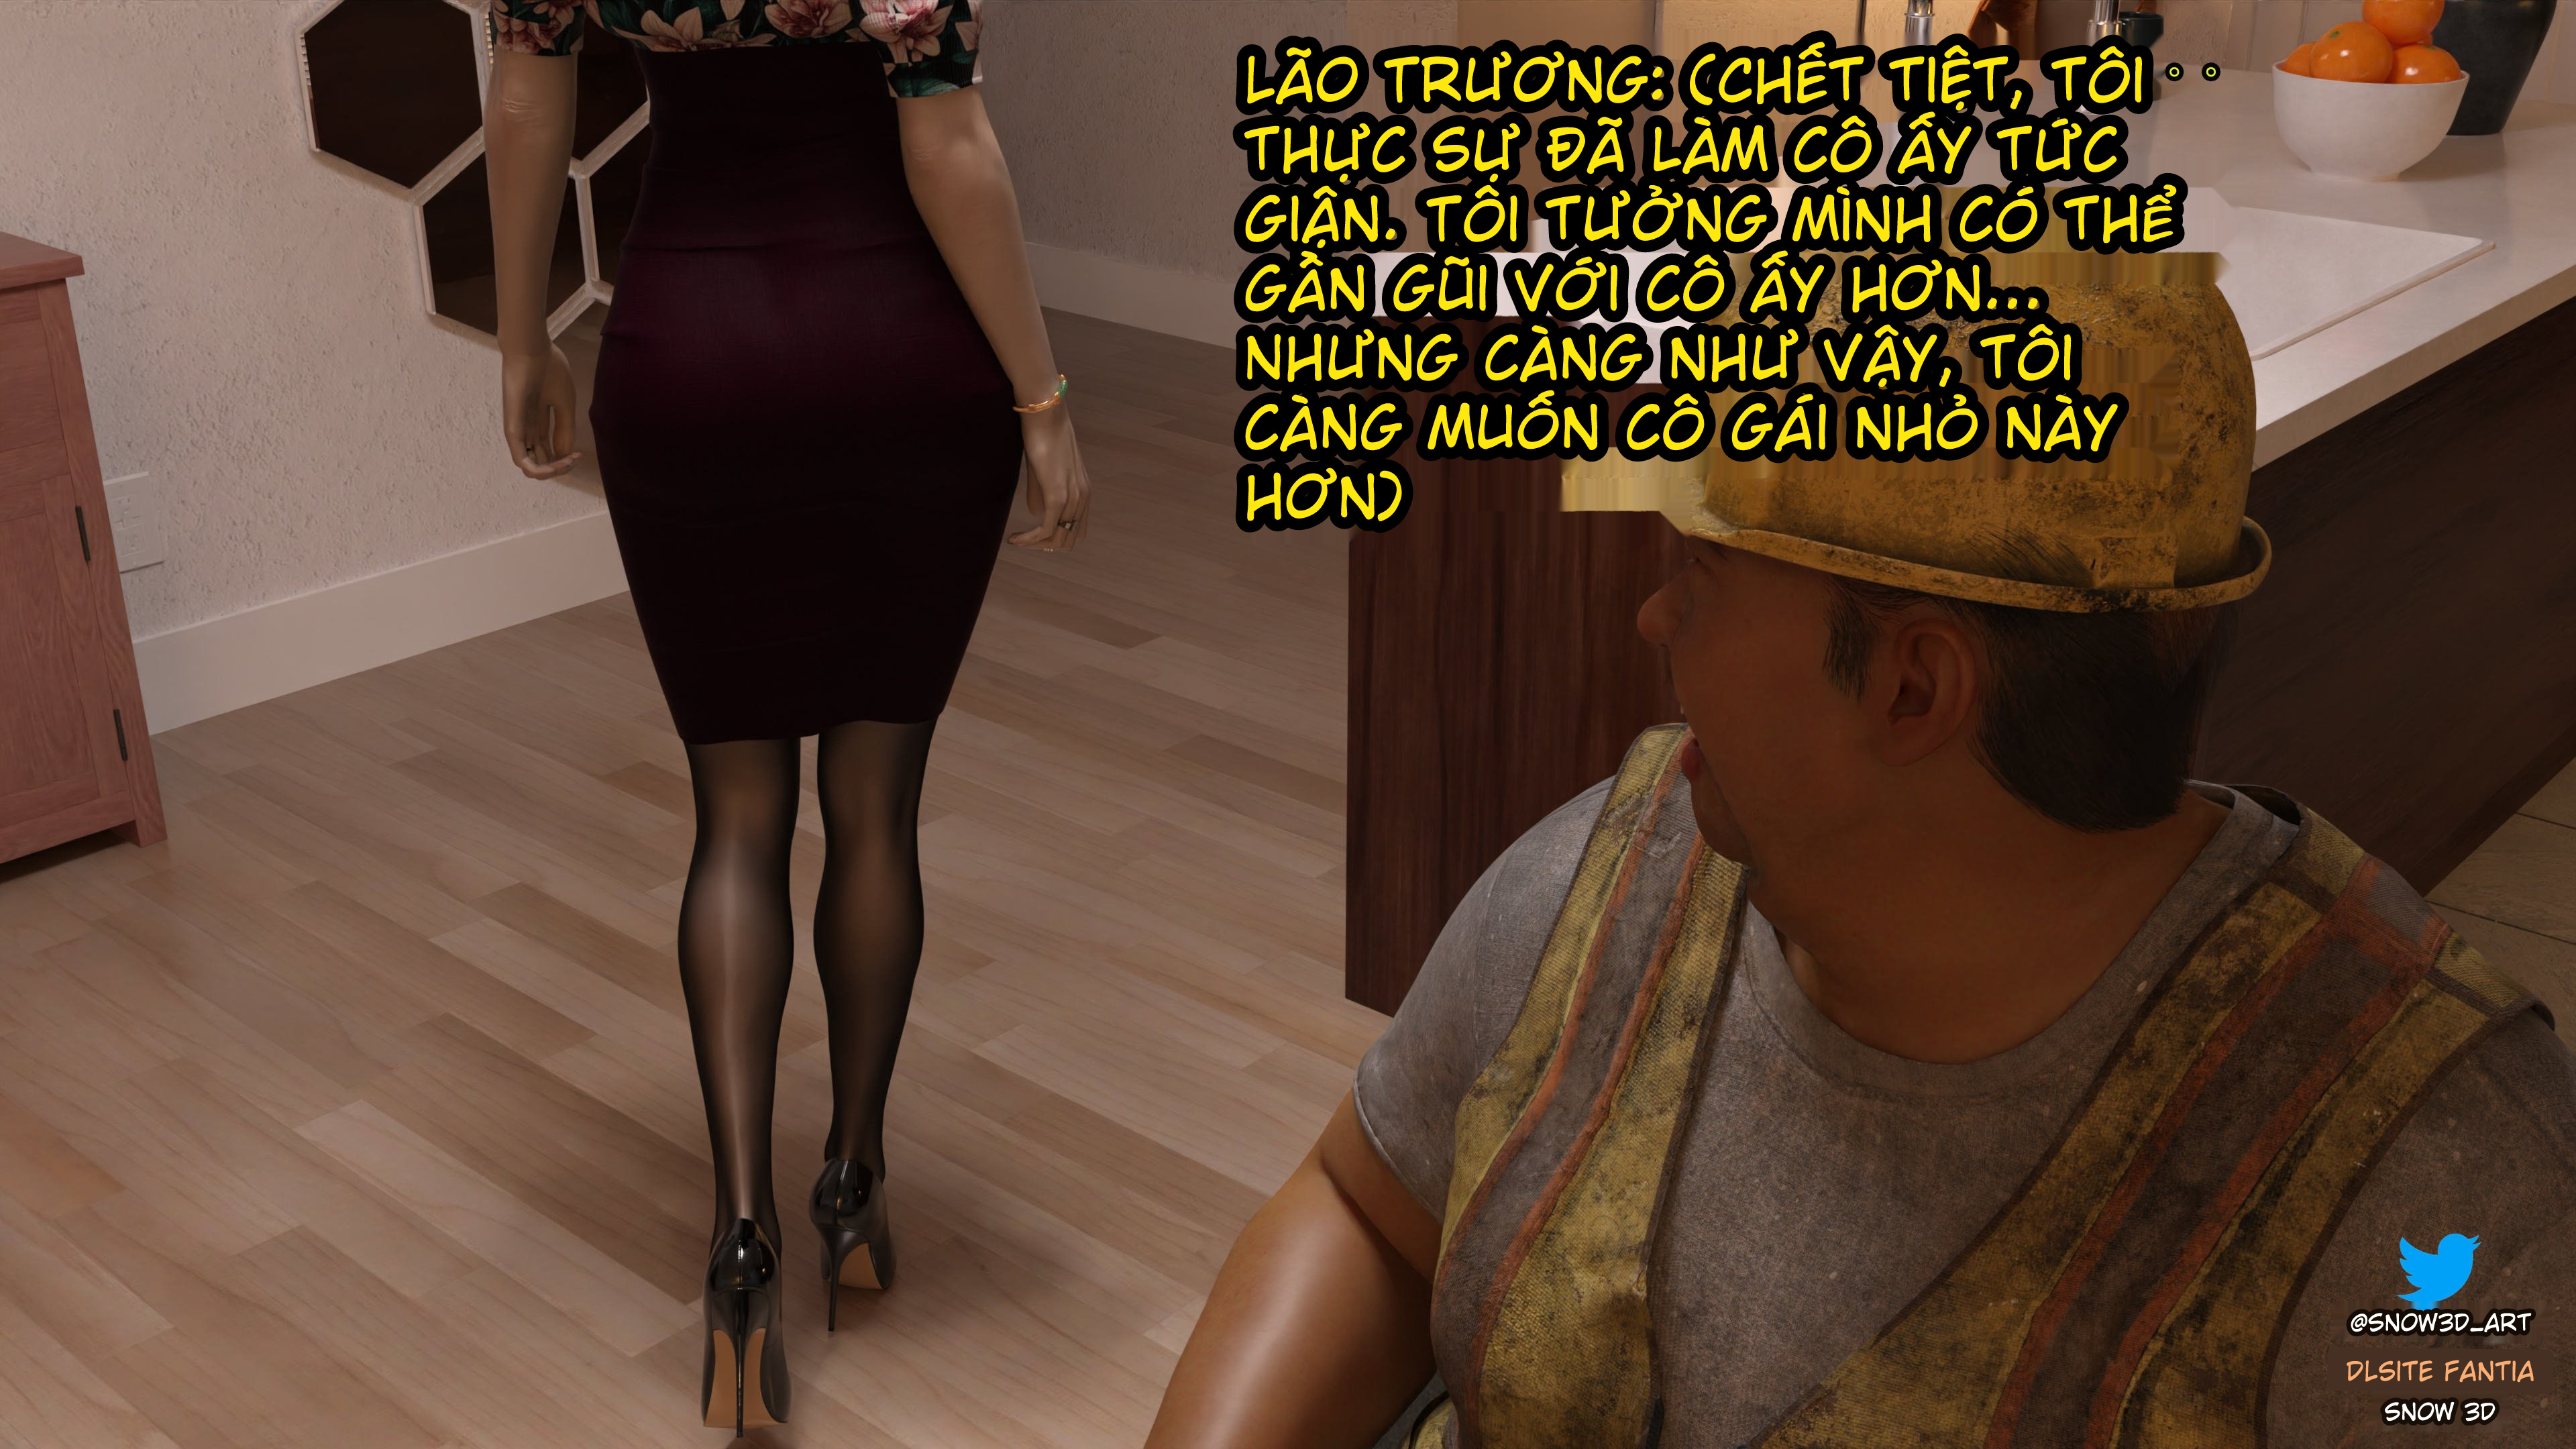 LÃO TRƯƠNG: (CHẾT TIỆT, TÔI
THỰC SỰ ĐÃ LÀM CÔ ẤY TỨC
GIẬN. TÔI TƯỞNG MÌNH CÓ THỂ
GẦN GŨI VỚI CÔ ẤY HƠN...
NHƯNG CÀNG NHƯ VẬY, TÔI
CÀNG MUỐN CÔ GÁI NHỎ NÀY
HƠN)
@SNOW3D_ART
DLSITE FANTIA
SNOW 3D